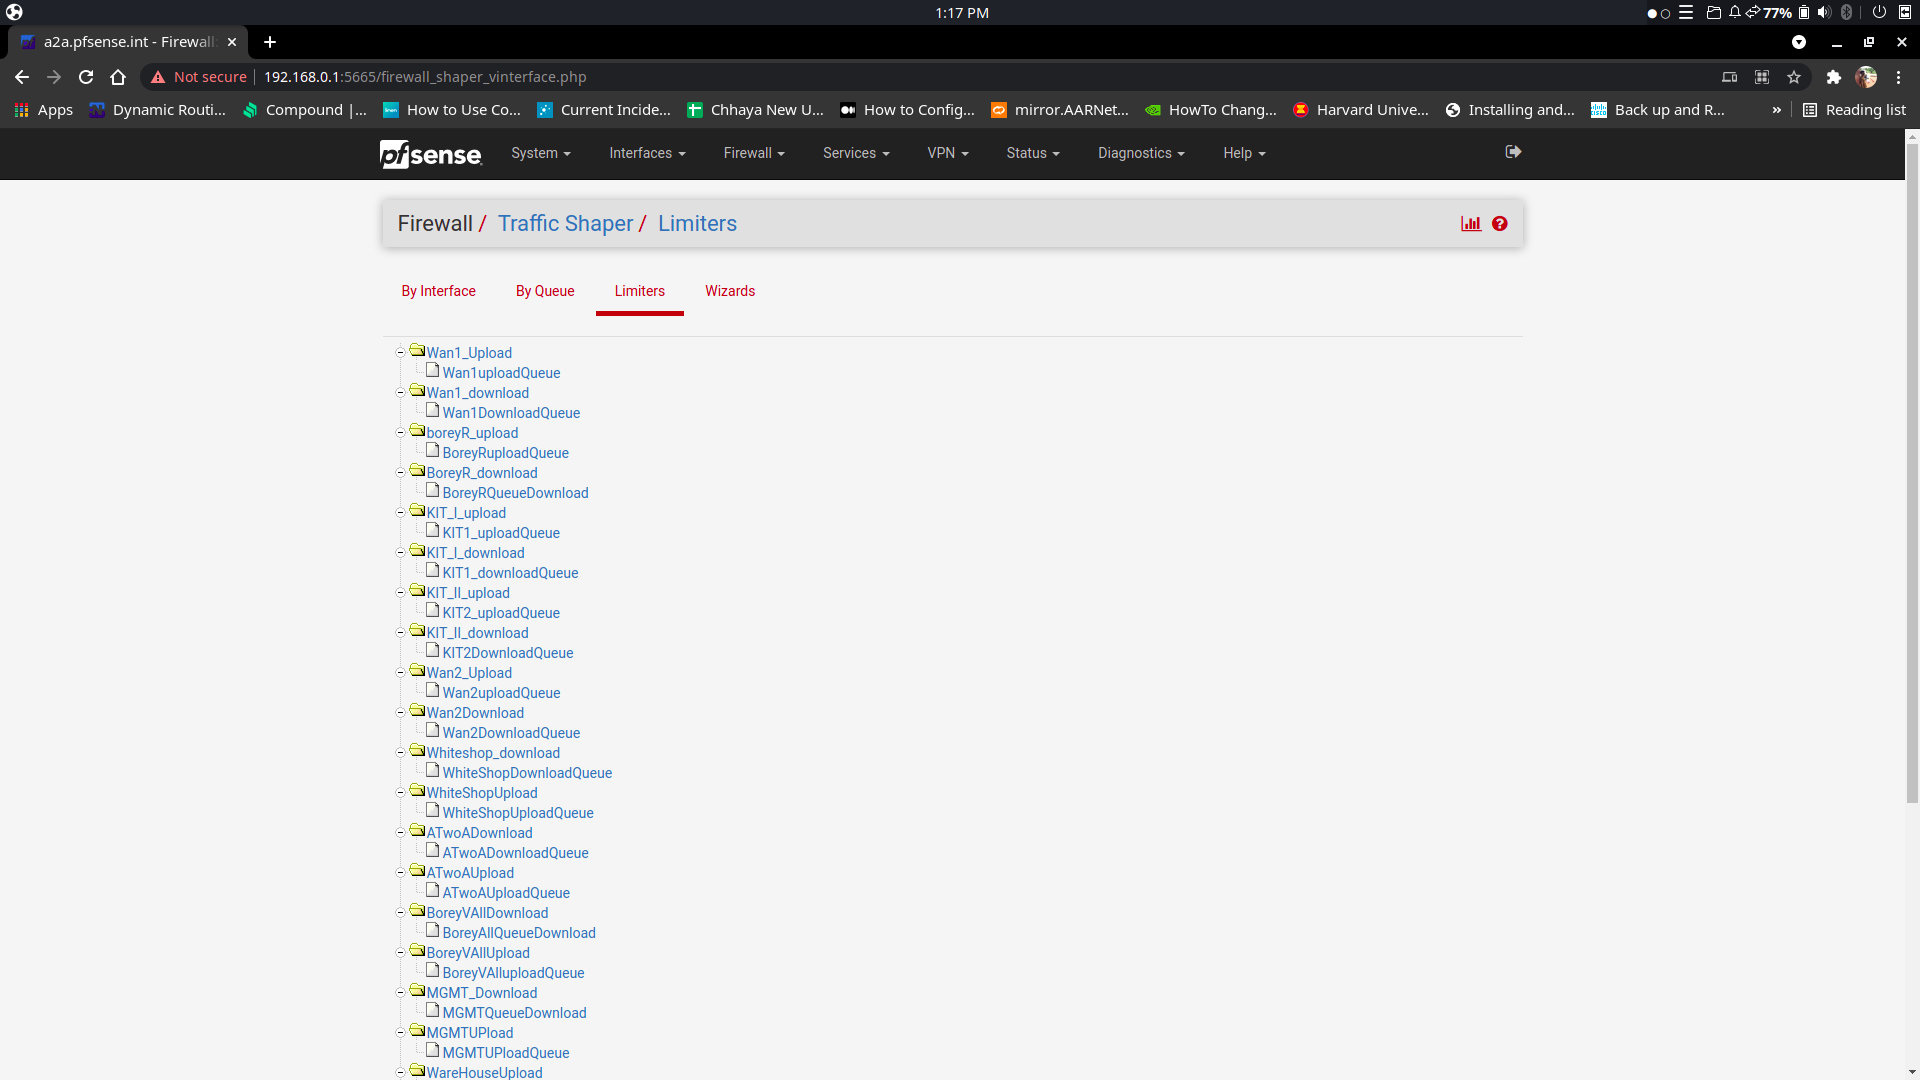 1:17 PM
77%
a2a.pfsense.int - Firewall:
Not secure
192.168.0.1:5665/firewall_shaper_vinterface.php
Apps
Dynamic Routi...
Compound |...
How to Use Co...
Current Incide...
Chhaya New U...
How to Config...
mirror.AARNet...
HowTo Chang...
Harvard Unive...
Installing and...
Back up and R...
»
Reading list
pfsense
System
Interfaces
Firewall
Services
VPN
Status
Diagnostics
Help
Firewall / Traffic Shaper / Limiters
By Interface
By Queue
Limiters
Wizards
Wan1_Upload
Wan1uploadQueue
Wan1_download
Wan1DownloadQueue
boreyR_upload
BoreyRuploadQueue
BoreyR_download
BoreyRQueueDownload
KIT_I_upload
KIT1_uploadQueue
KIT_I_download
KIT1_downloadQueue
KIT_II_upload
KIT2_uploadQueue
KIT_II_download
KIT2DownloadQueue
Wan2_Upload
Wan2uploadQueue
Wan2Download
Wan2DownloadQueue
Whiteshop_download
WhiteShopDownloadQueue
WhiteShopUpload
WhiteShopUploadQueue
ATwoADownload
ATwoADownloadQueue
ATwoAUpload
ATwoAUploadQueue
BoreyVAllDownload
BoreyAllQueueDownload
BoreyVAllUpload
BoreyVAlluploadQueue
MGMT_Download
MGMTQueueDownload
MGMTUPload
MGMTUPloadQueue
WareHouseUpload